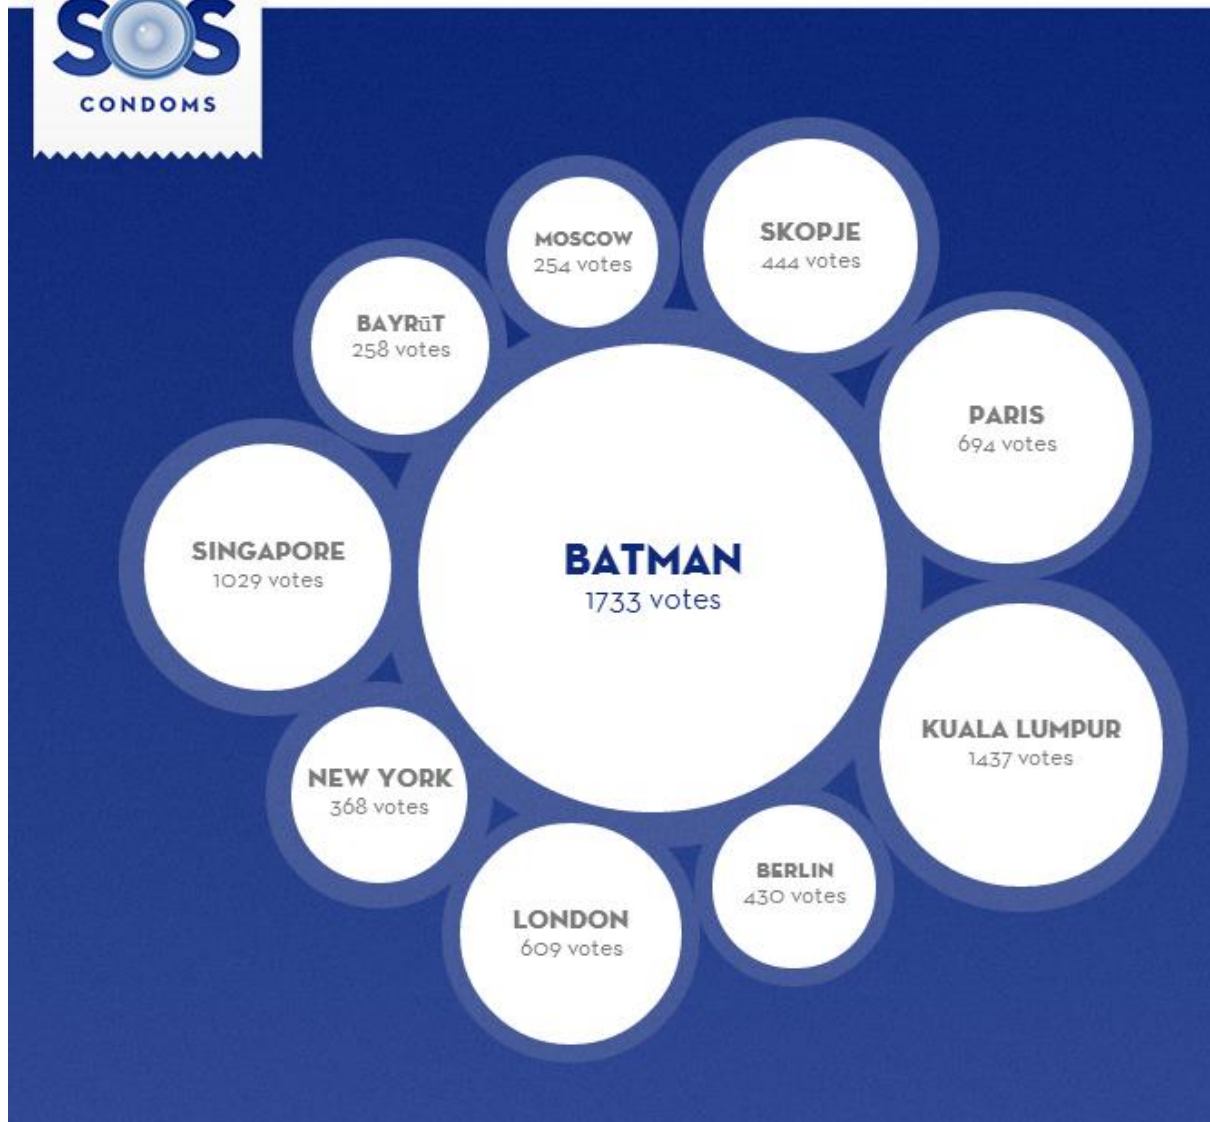 SOS
CONDOMS
MOSCOW
254 votes
SKOPJE
444 votes
BAYRūT
258 votes
PARIS
694 votes
SINGAPORE
1029 votes
BATMAN
1733 votes
KUALA LUMPUR
1437 votes
NEW YORK
368 votes
BERLIN
430 votes
LONDON
609 votes